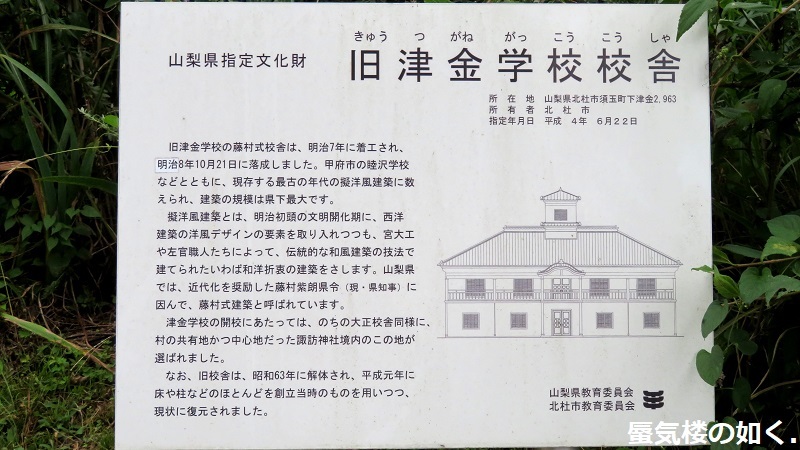 山梨県指定文化財
きゅう つ がね がっ こう こう しゃ
旧津金学校校舎
所在地 山梨県北杜市須玉町下津金2,963
所有者 北杜市
指定年月日 平成 4年 6月22日
旧津金学校の藤村式校舎は、明治7年に着工され、
明治8年10月21日に落成しました。甲府市の睦沢学校
などとともに、現存する最古の年代の擬洋風建築に数
えられ、建築の規模は県下最大です。
擬洋風建築とは、明治初頭の文明開化期に、西洋
建築の洋風デザインの要素を取り入れつつも、宮大工
や左官職人たちによって、伝統的な和風建築の技法で
建てられたいわば和洋折衷の建築をさします。山梨県
では、近代化を奨励した藤村紫朗県令(現・県知事)に
因んで、藤村式建築と呼ばれています。
津金学校の開校にあたっては、のちの大正校舎同様に、
村の共有地かつ中心地だった諏訪神社境内のこの地が
選ばれました。
なお、旧校舎は、昭和63年に解体され、平成元年に
床や柱などのほとんどを創立当時のものを用いつつ、
現状に復元されました。
山梨県教育委員会
北杜市教育委員会
蜃気楼の如く.